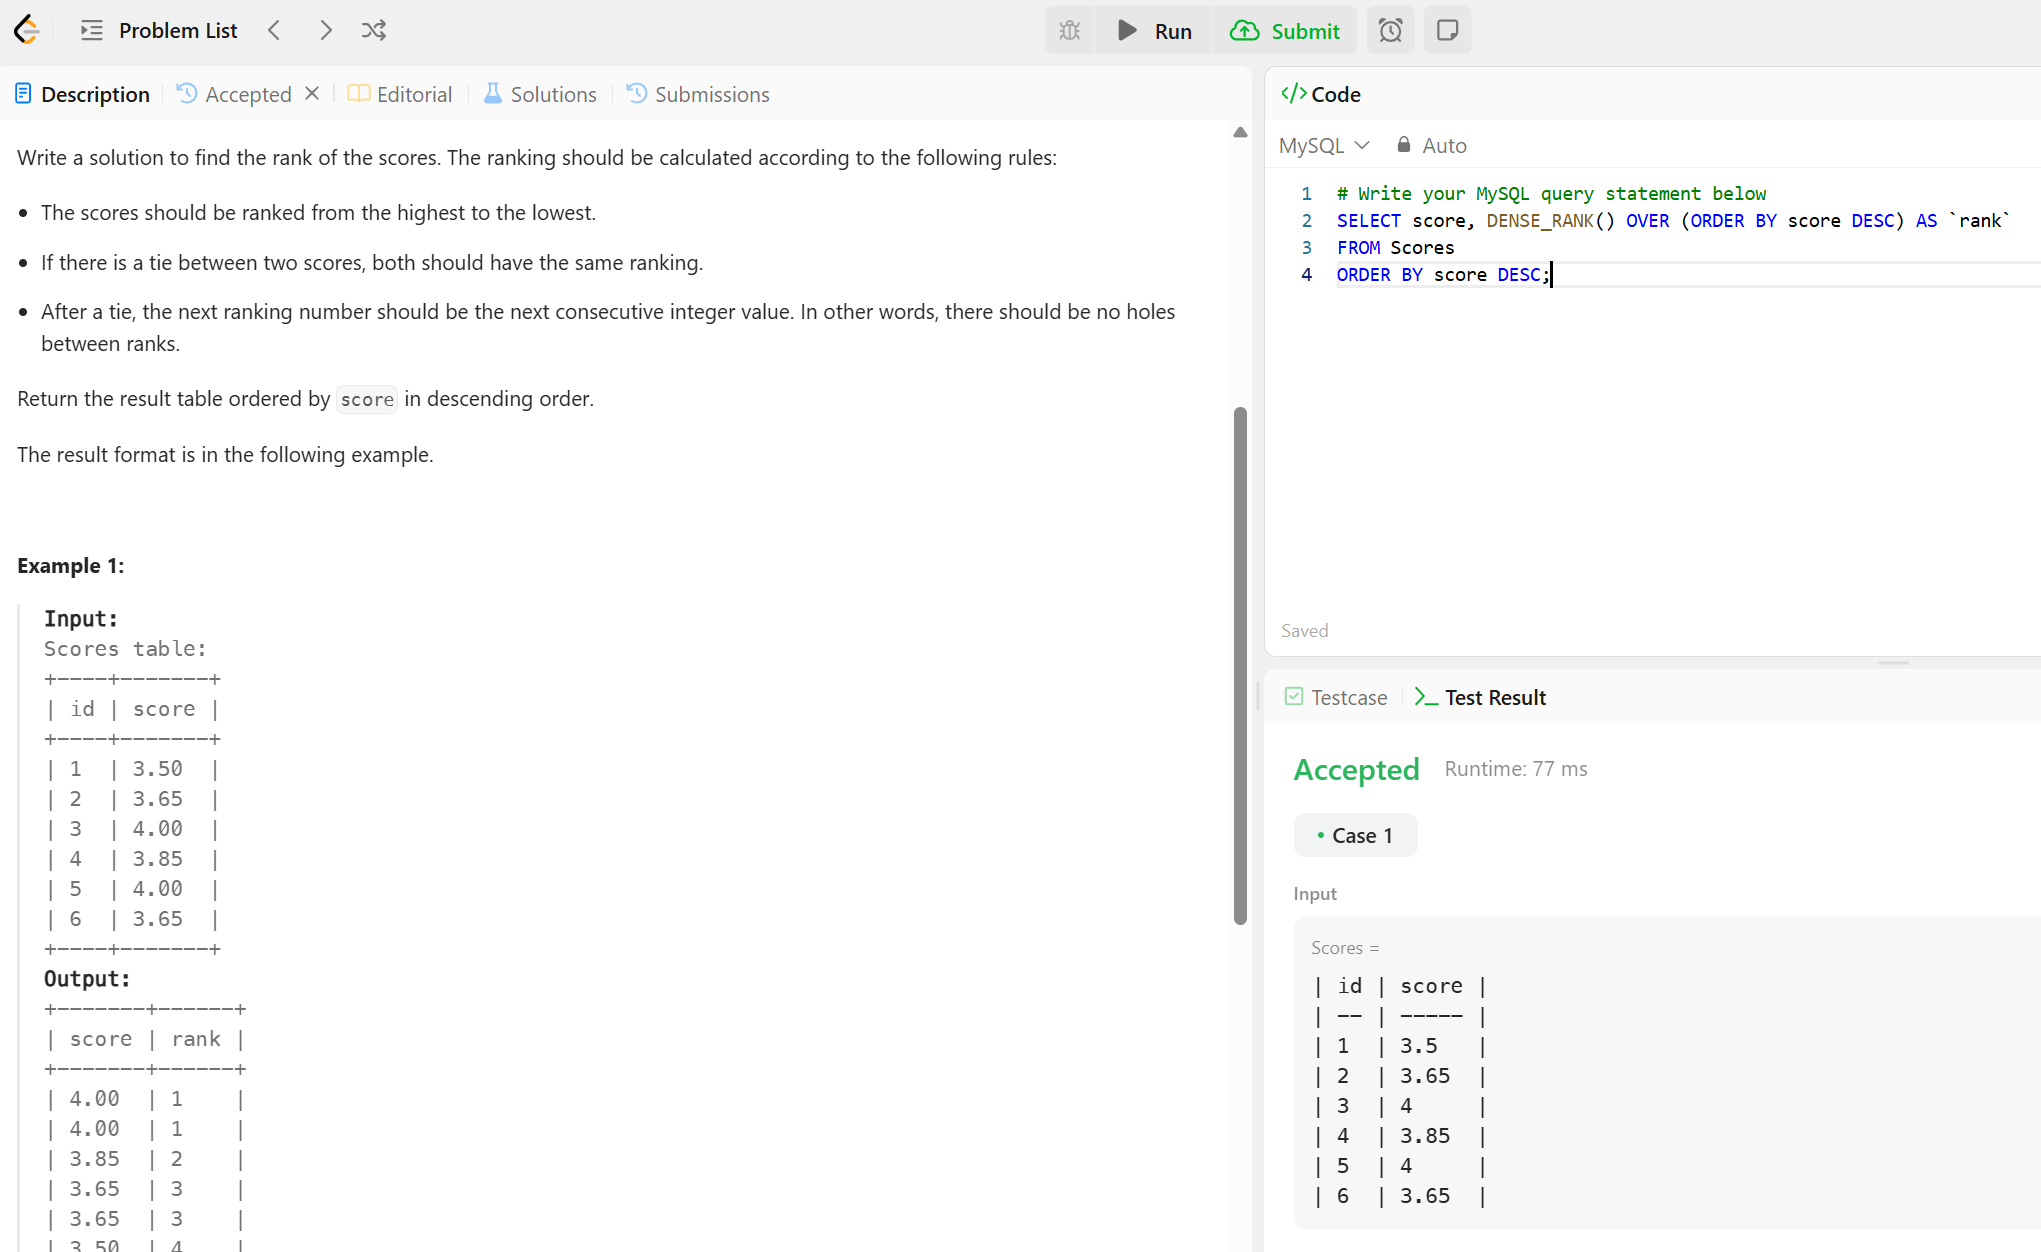 Problem List
Run
Submit
Description
Accepted
Editorial
Solutions
Submissions
Write a solution to find the rank of the scores. The ranking should be calculated according to the following rules:
• The scores should be ranked from the highest to the lowest.
• If there is a tie between two scores, both should have the same ranking.
• After a tie, the next ranking number should be the next consecutive integer value. In other words, there should be no holes
between ranks.
Return the result table ordered by score in descending order.
The result format is in the following example.
Example 1:
Input:
Scores table:
+----+-------+
| id | score |
+----+-------+
| 1  | 3.50  |
| 2  | 3.65  |
| 3  | 4.00  |
| 4  | 3.85  |
| 5  | 4.00  |
| 6  | 3.65  |
+----+-------+
Output:
+-------+------+
| score | rank |
+-------+------+
| 4.00  | 1    |
| 4.00  | 1    |
| 3.85  | 2    |
| 3.65  | 3    |
| 3.65  | 3    |
| 3.50  | 4    |
</> Code
MySQL
Auto
1 # Write your MySQL query statement below
2 SELECT score, DENSE_RANK() OVER (ORDER BY score DESC) AS `rank`
3 FROM Scores
4 ORDER BY score DESC;
Saved
Testcase
>_ Test Result
Accepted
Runtime: 77 ms
• Case 1
Input
Scores =
| id | score |
| -- | ----- |
| 1  | 3.5   |
| 2  | 3.65  |
| 3  | 4     |
| 4  | 3.85  |
| 5  | 4     |
| 6  | 3.65  |